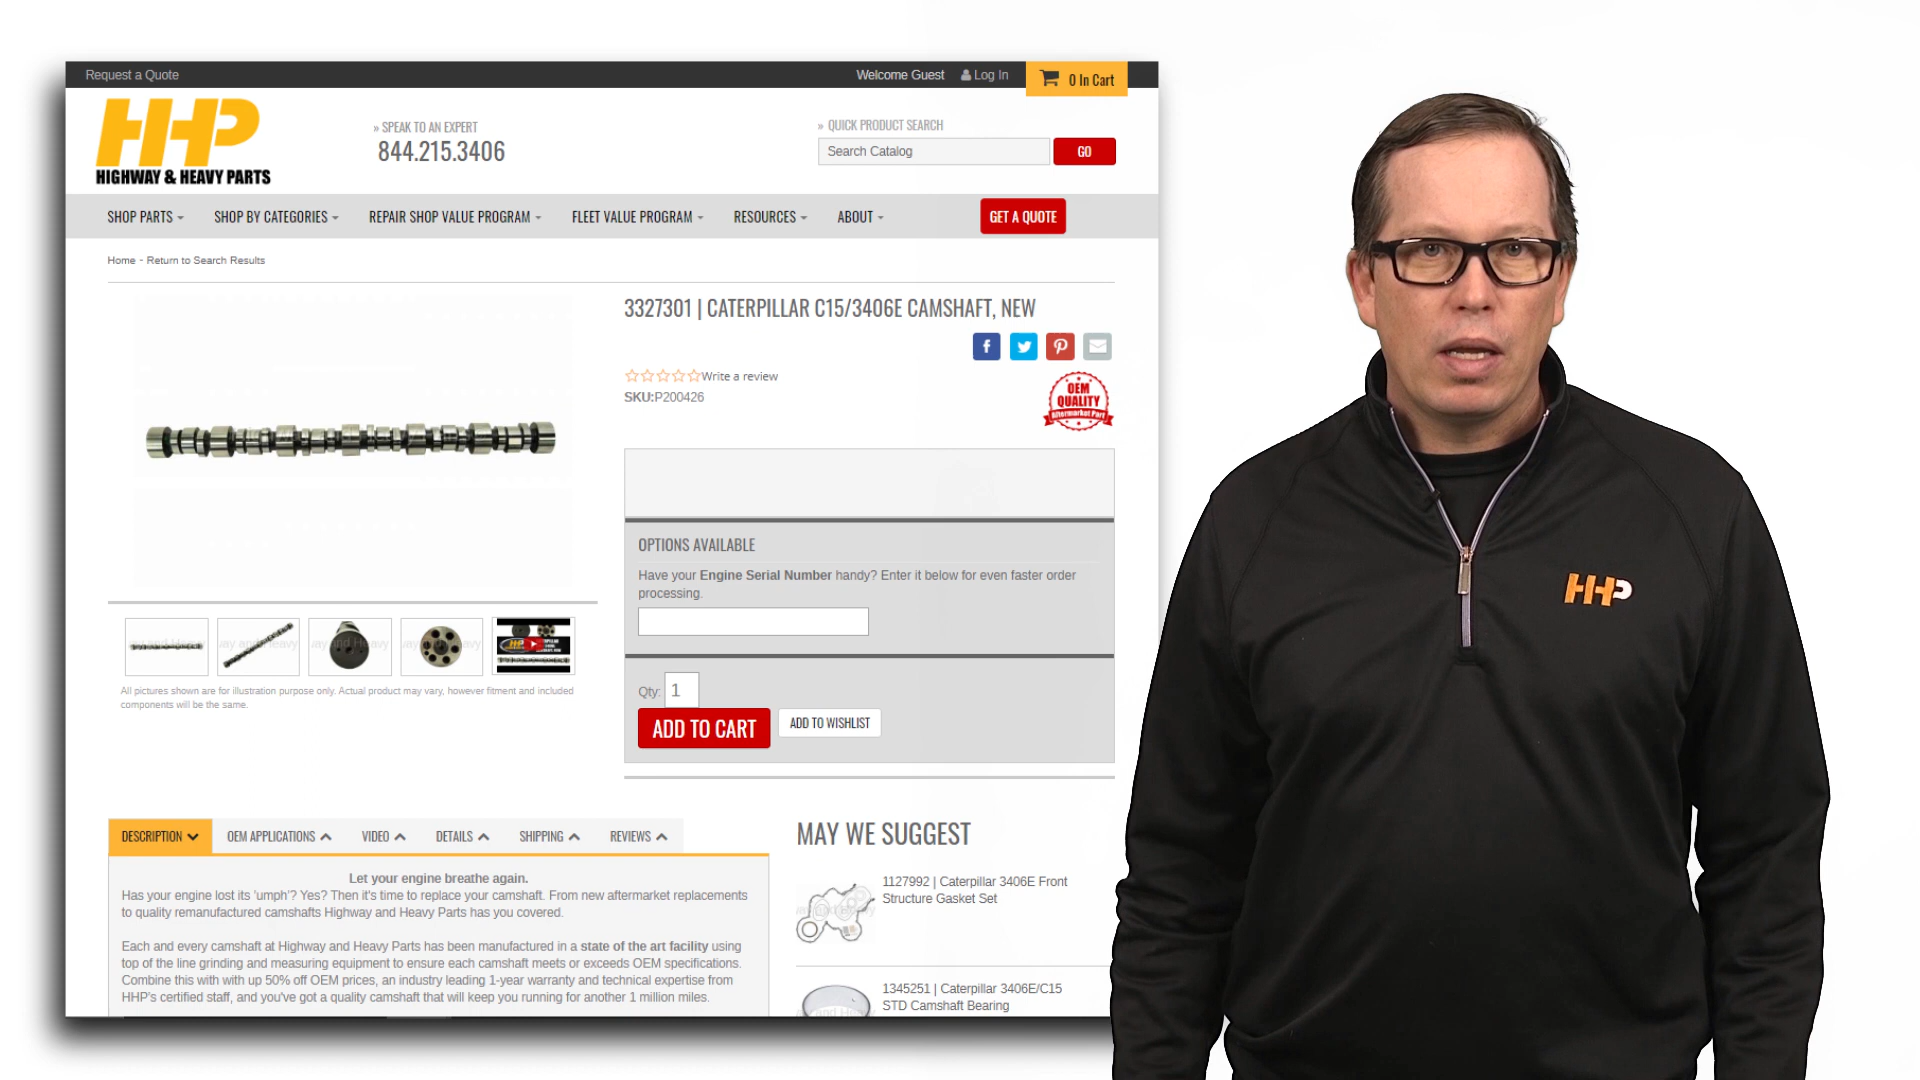 Request a Quote
Welcome Guest
Log In
0 In Cart
HHP
HIGHWAY & HEAVY PARTS
» SPEAK TO AN EXPERT
844.215.3406
» QUICK PRODUCT SEARCH
Search Catalog
GO
SHOP PARTS
SHOP BY CATEGORIES
REPAIR SHOP VALUE PROGRAM
FLEET VALUE PROGRAM
RESOURCES
ABOUT
GET A QUOTE
Home - Return to Search Results
3327301 | CATERPILLAR C15/3406E CAMSHAFT, NEW
Write a review
SKU:P200426
OEM
QUALITY
Aftermarket Part
OPTIONS AVAILABLE
Have your Engine Serial Number handy? Enter it below for even faster order
processing.
Qty: 1
ADD TO CART
ADD TO WISHLIST
All pictures shown are for illustration purpose only. Actual product may vary, however fitment and included
components will be the same.
DESCRIPTION
OEM APPLICATIONS
VIDEO
DETAILS
SHIPPING
REVIEWS
Let your engine breathe again.
Has your engine lost its 'umph'? Yes? Then it's time to replace your camshaft. From new aftermarket replacements
to quality remanufactured camshafts Highway and Heavy Parts has you covered.
Each and every camshaft at Highway and Heavy Parts has been manufactured in a state of the art facility using
top of the line grinding and measuring equipment to ensure each camshaft meets or exceeds OEM specifications.
Combine this with with up 50% off OEM prices, an industry leading 1-year warranty and technical expertise from
HHP's certified staff, and you've got a quality camshaft that will keep you running for another 1 million miles.
MAY WE SUGGEST
1127992 | Caterpillar 3406E Front
Structure Gasket Set
1345251 | Caterpillar 3406E/C15
STD Camshaft Bearing
HHP